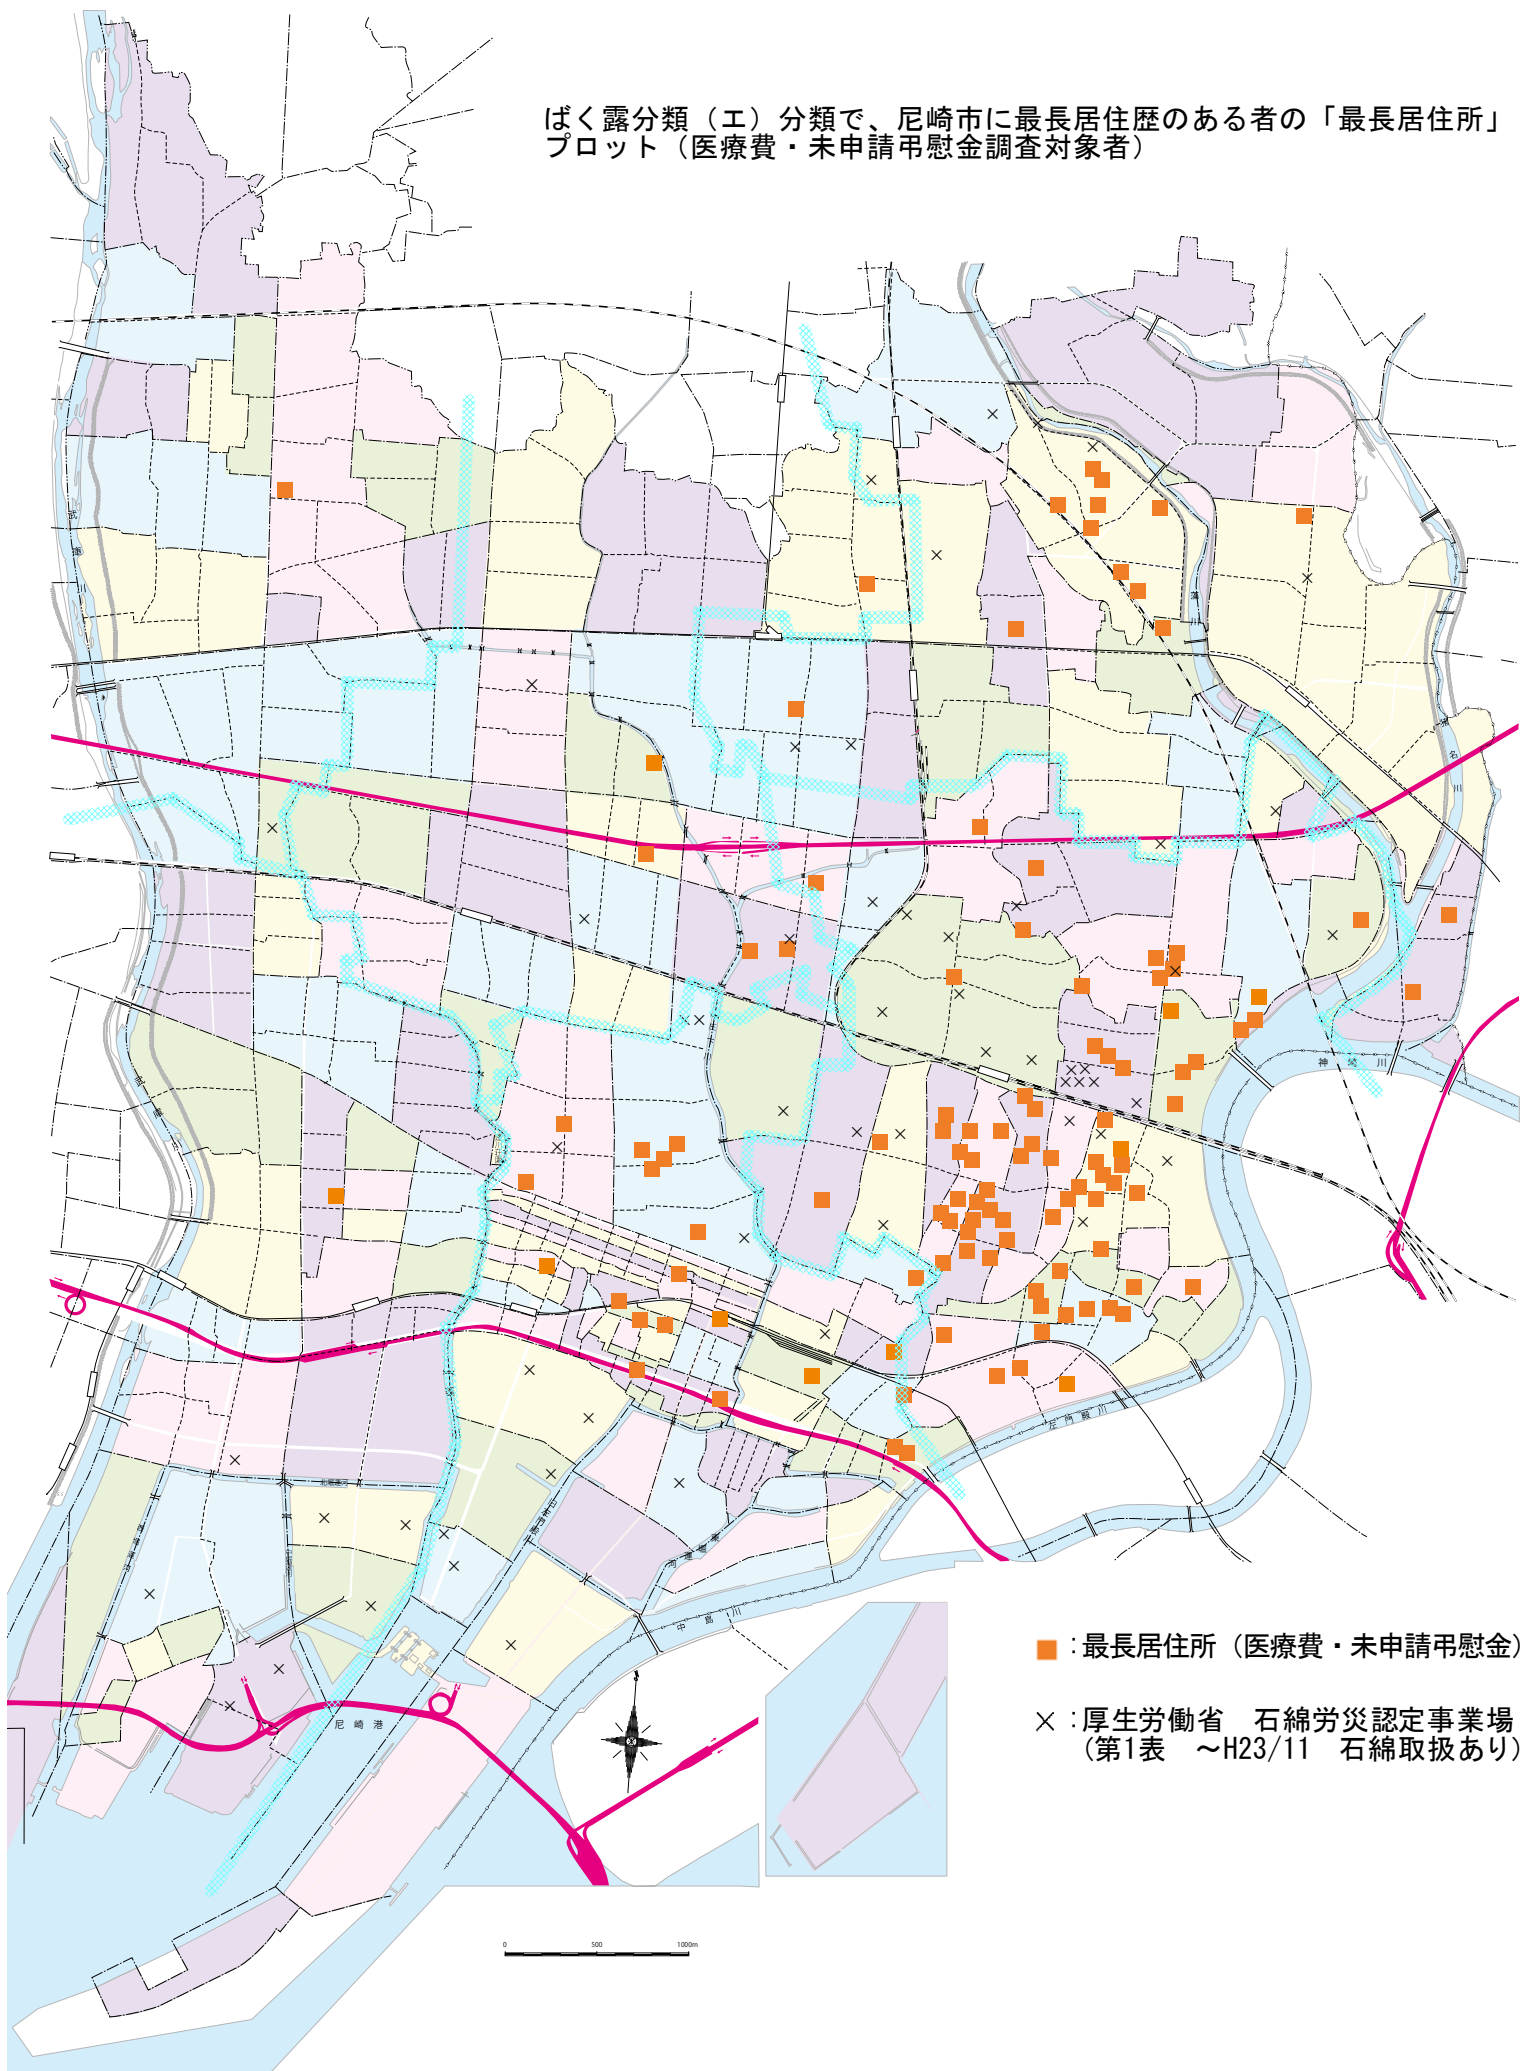 ばく露分類（エ）分類で、尼崎市に最長居住歴のある者の「最長居住所」
プロット（医療費・未申請弔慰金調査対象者）
神崎川
左門殿川
中島川
尼崎港
：最長居住所（医療費・未申請弔慰金）
：厚生労働省　石綿労災認定事業場
（第1表　～H23/11　石綿取扱あり）
0 500 1000m